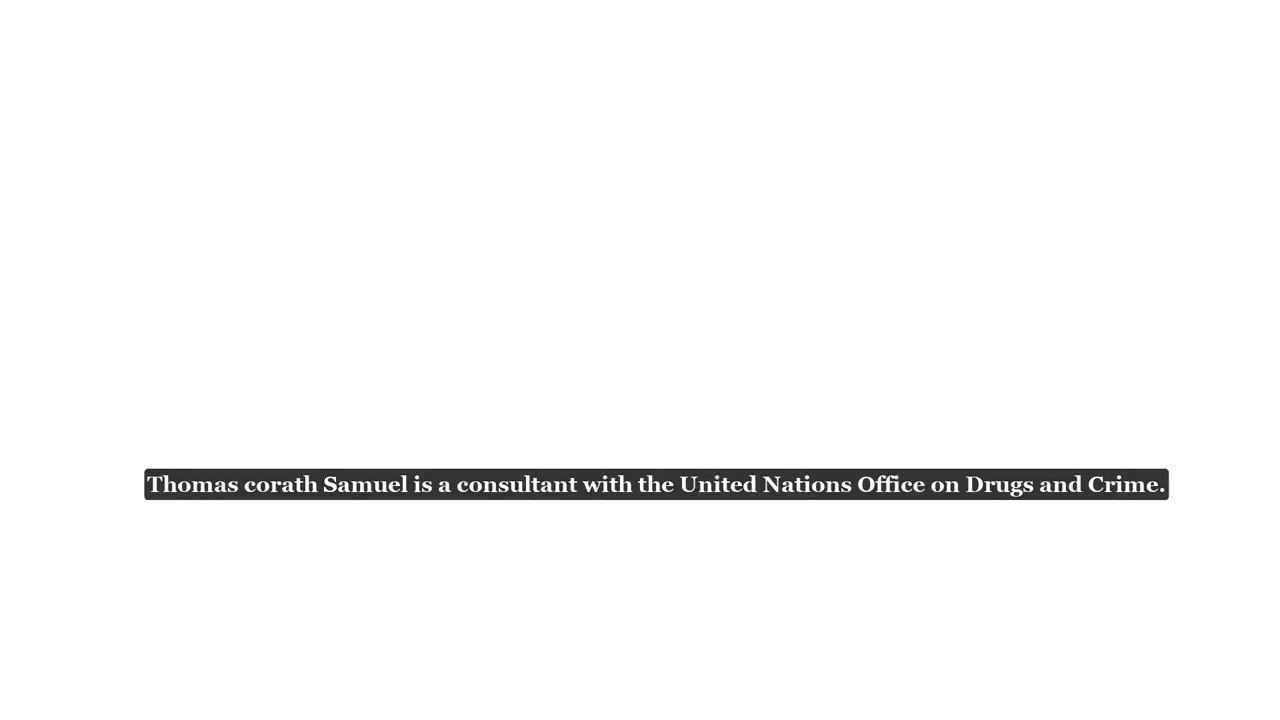 Thomas corath Samuel is a consultant with the United Nations Office on Drugs and Crime.